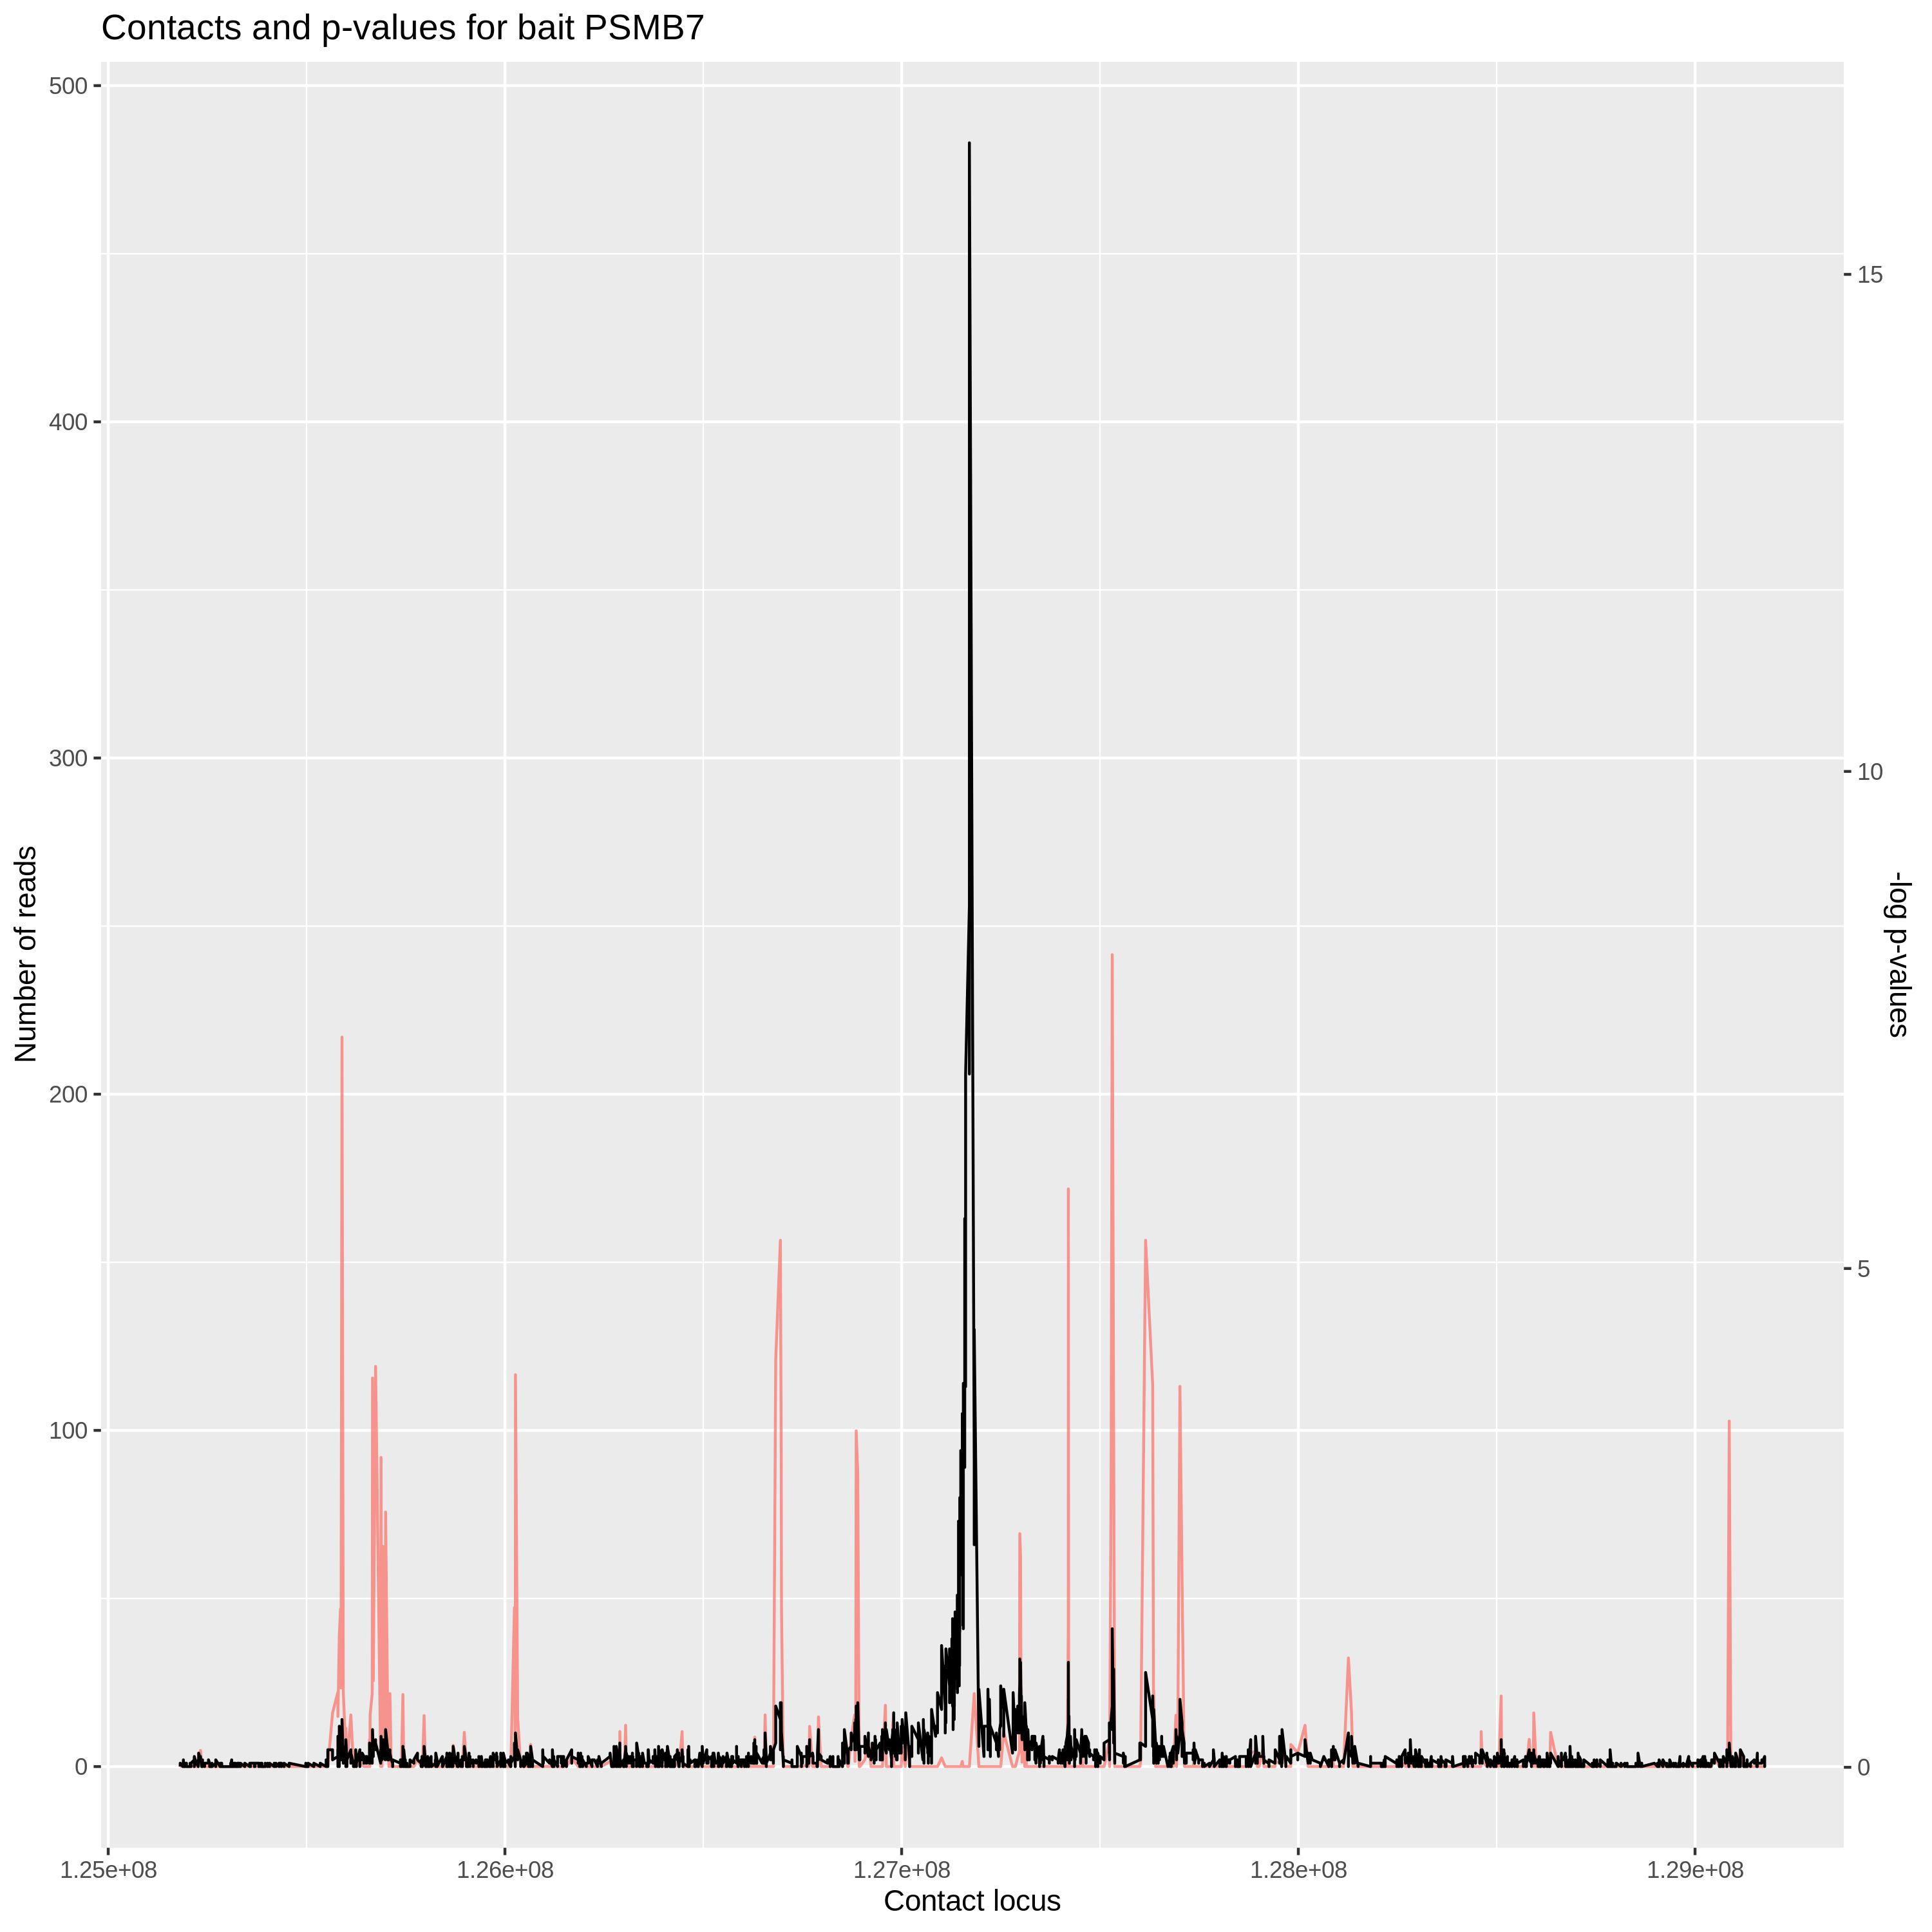 Contacts and p-values for bait PSMB7
500
400
300
200
100
0
Number of reads
15
10
5
0
-log p-values
1.25e+08
1.26e+08
1.27e+08
1.28e+08
1.29e+08
Contact locus